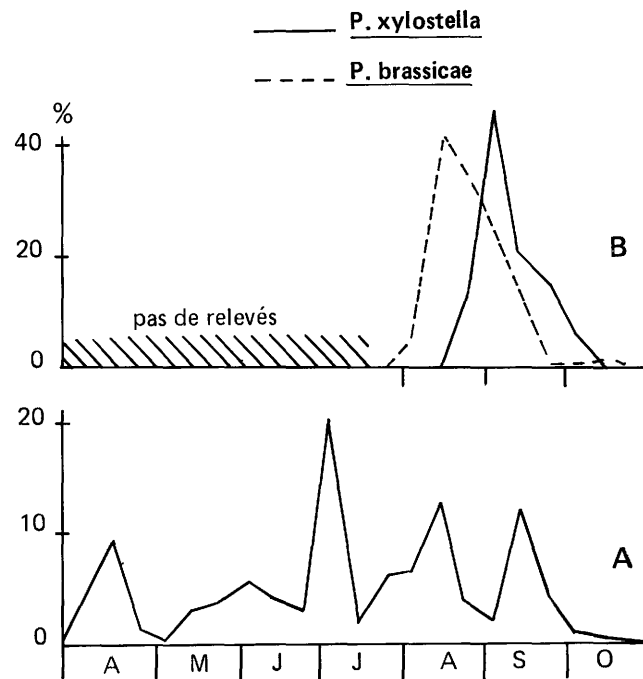 P. xylostella
P. brassicae
%
40
20
0
B
pas de relevés
20
10
0
A
A M J J A S O